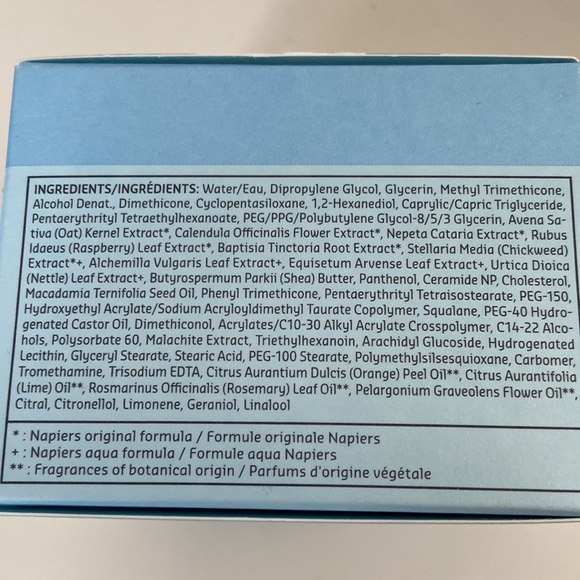 INGREDIENTS/INGRÉDIENTS: Water/Eau, Dipropylene Glycol, Glycerin, Methyl Trimethicone,
Alcohol Denat., Dimethicone, Cyclopentasiloxane, 1,2-Hexanediol, Caprylic/Capric Triglyceride,
Pentaerythrityl Tetraethylhexanoate, PEG/PPG/Polybutylene Glycol-8/5/3 Glycerin, Avena Sa-
tiva (Oat) Kernel Extract*, Calendula Officinalis Flower Extract*, Nepeta Cataria Extract*, Rubus
Idaeus (Raspberry) Leaf Extract*, Baptisia Tinctoria Root Extract*, Stellaria Media (Chickweed)
Extract*+, Alchemilla Vulgaris Leaf Extract+, Equisetum Arvense Leaf Extract+, Urtica Dioica
(Nettle) Leaf Extract+, Butyrospermum Parkii (Shea) Butter, Panthenol, Ceramide NP, Cholesterol,
Macadamia Ternifolia Seed Oil, Phenyl Trimethicone, Pentaerythrityl Tetraisostearate, PEG-150,
Hydroxyethyl Acrylate/Sodium Acryloyldimethyl Taurate Copolymer, Squalane, PEG-40 Hydro-
genated Castor Oil, Dimethiconol, Acrylates/C10-30 Alkyl Acrylate Crosspolymer, C14-22 Alco-
hols, Polysorbate 60, Malachite Extract, Triethylhexanoin, Arachidyl Glucoside, Hydrogenated
Lecithin, Glyceryl Stearate, Stearic Acid, PEG-100 Stearate, Polymethylsilsesquioxane, Carbomer,
Tromethamine, Trisodium EDTA, Citrus Aurantium Dulcis (Orange) Peel Oil**, Citrus Aurantifolia
(Lime) Oil**, Rosmarinus Officinalis (Rosemary) Leaf Oil**, Pelargonium Graveolens Flower Oil**,
Citral, Citronellol, Limonene, Geraniol, Linalool
* : Napiers original formula / Formule originale Napiers
+ : Napiers aqua formula / Formule aqua Napiers
** : Fragrances of botanical origin / Parfums d'origine végétale